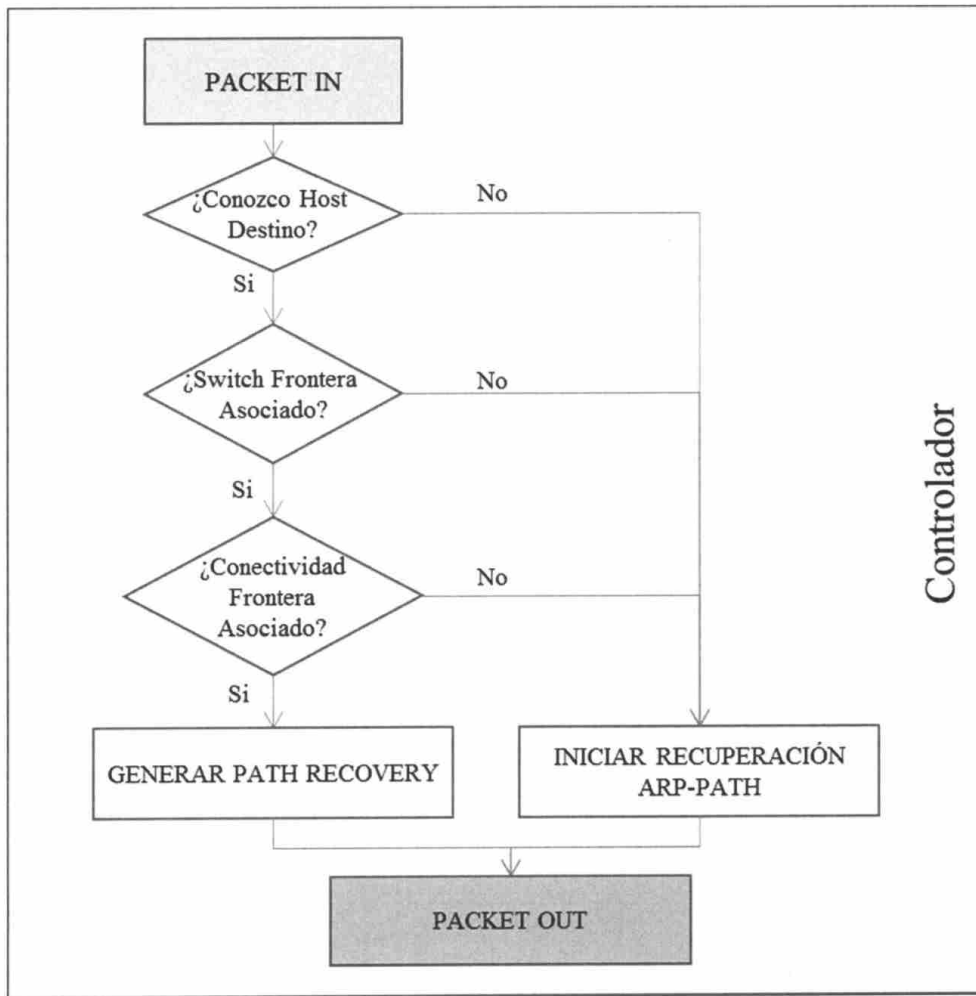 PACKET IN
¿Conozco Host
Destino?
No
Si
¿Switch Frontera
Asociado?
No
Si
¿Conectividad
Frontera
Asociado?
No
Si
GENERAR PATH RECOVERY
INICIAR RECUPERACIÓN
ARP-PATH
PACKET OUT
Controlador